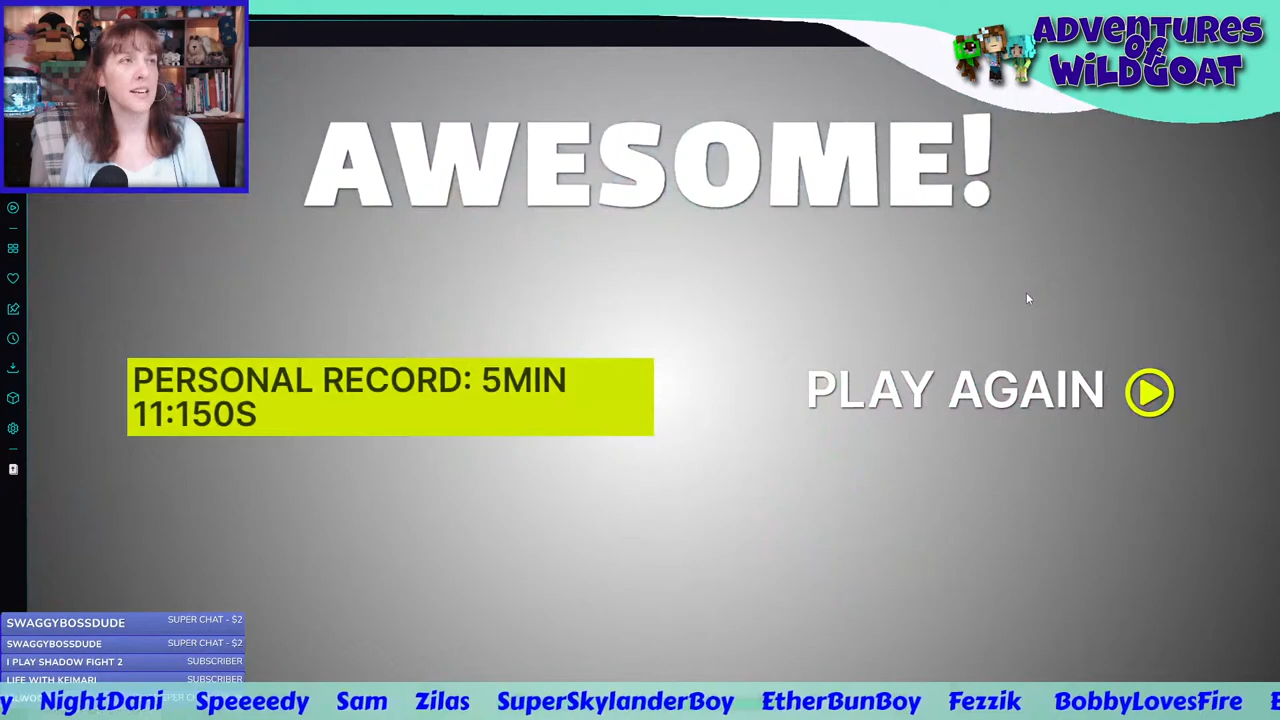 ADVENTURES
OF
WILDGOAT
AWESOME!
PERSONAL RECORD: 5MIN
11:150S
PLAY AGAIN
SWAGGYBOSSDUDE SUPER CHAT - $2
SWAGGYBOSSDUDE SUPER CHAT - $2
I PLAY SHADOW FIGHT 2 SUBSCRIBER
LIFE WITH KEIMARI SUBSCRIBER
y NightDani Speeeedy Sam Zilas SuperSkylanderBoy EtherBunBoy Fezzik BobbyLovesFire